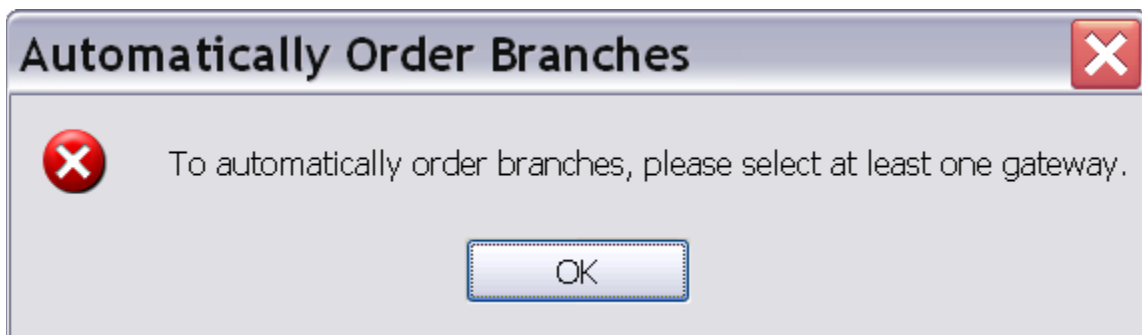 Automatically Order Branches
To automatically order branches, please select at least one gateway.
OK